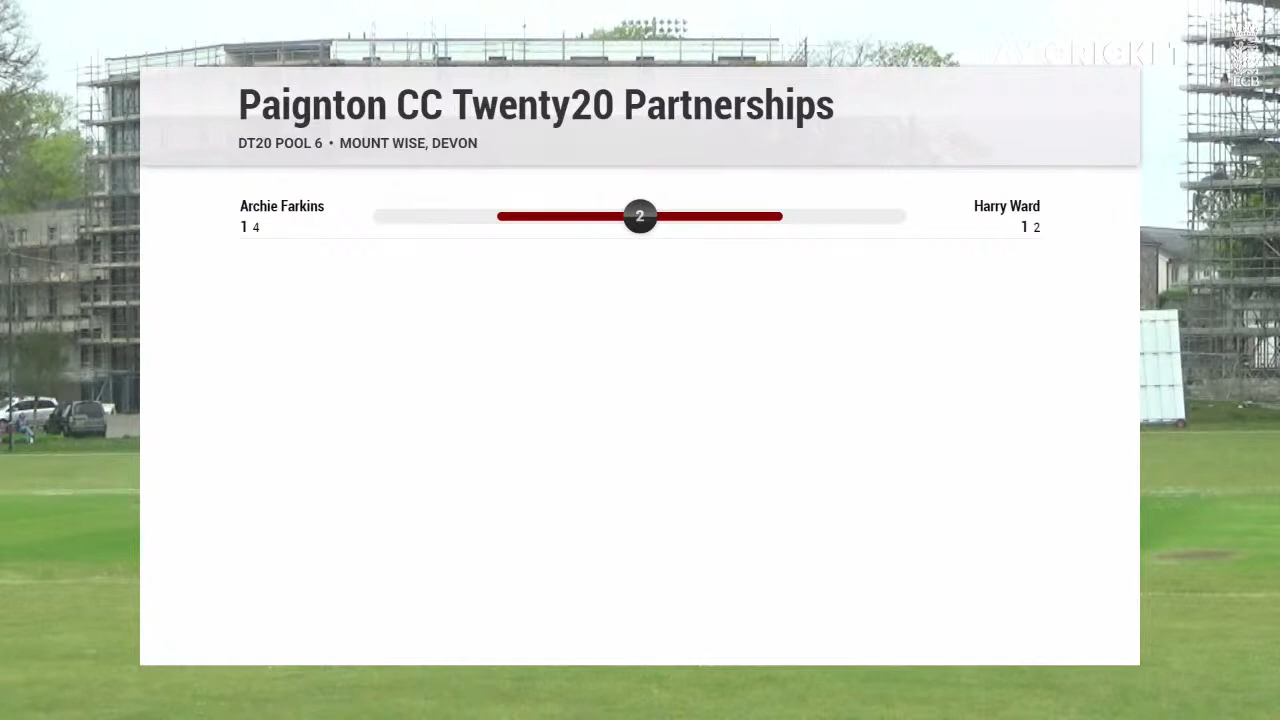 Paignton CC Twenty20 Partnerships
DT20 POOL 6 • MOUNT WISE, DEVON
Archie Farkins
1 4
2
Harry Ward
1 2